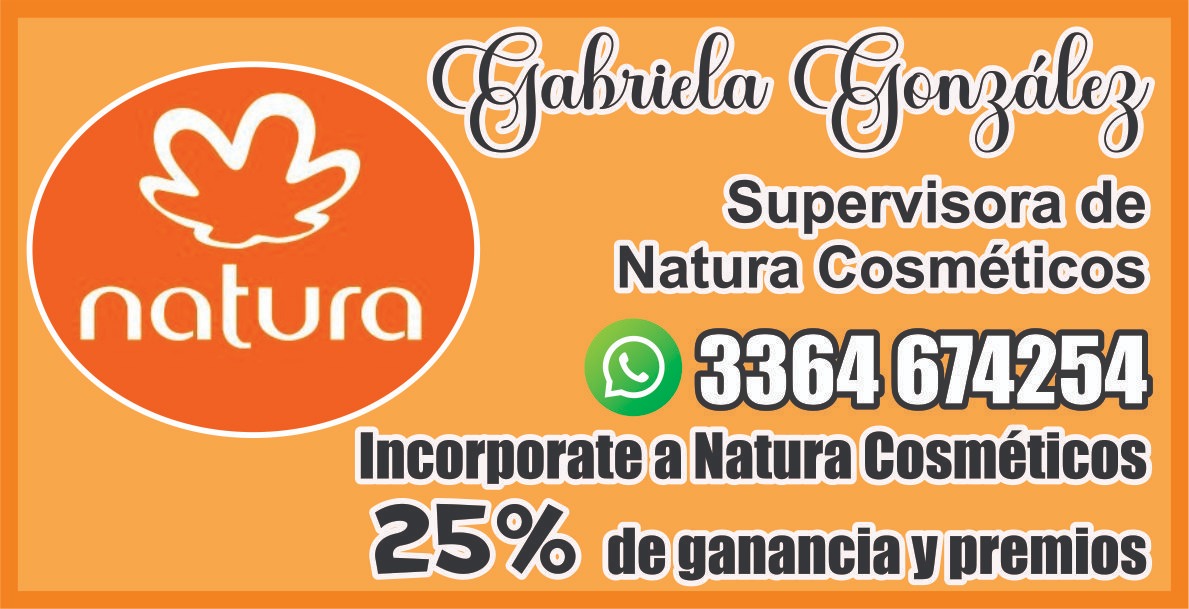 natura
Gabriela González
Supervisora de
Natura Cosméticos
3364 674254
Incorporate a Natura Cosméticos
25% de ganancia y premios